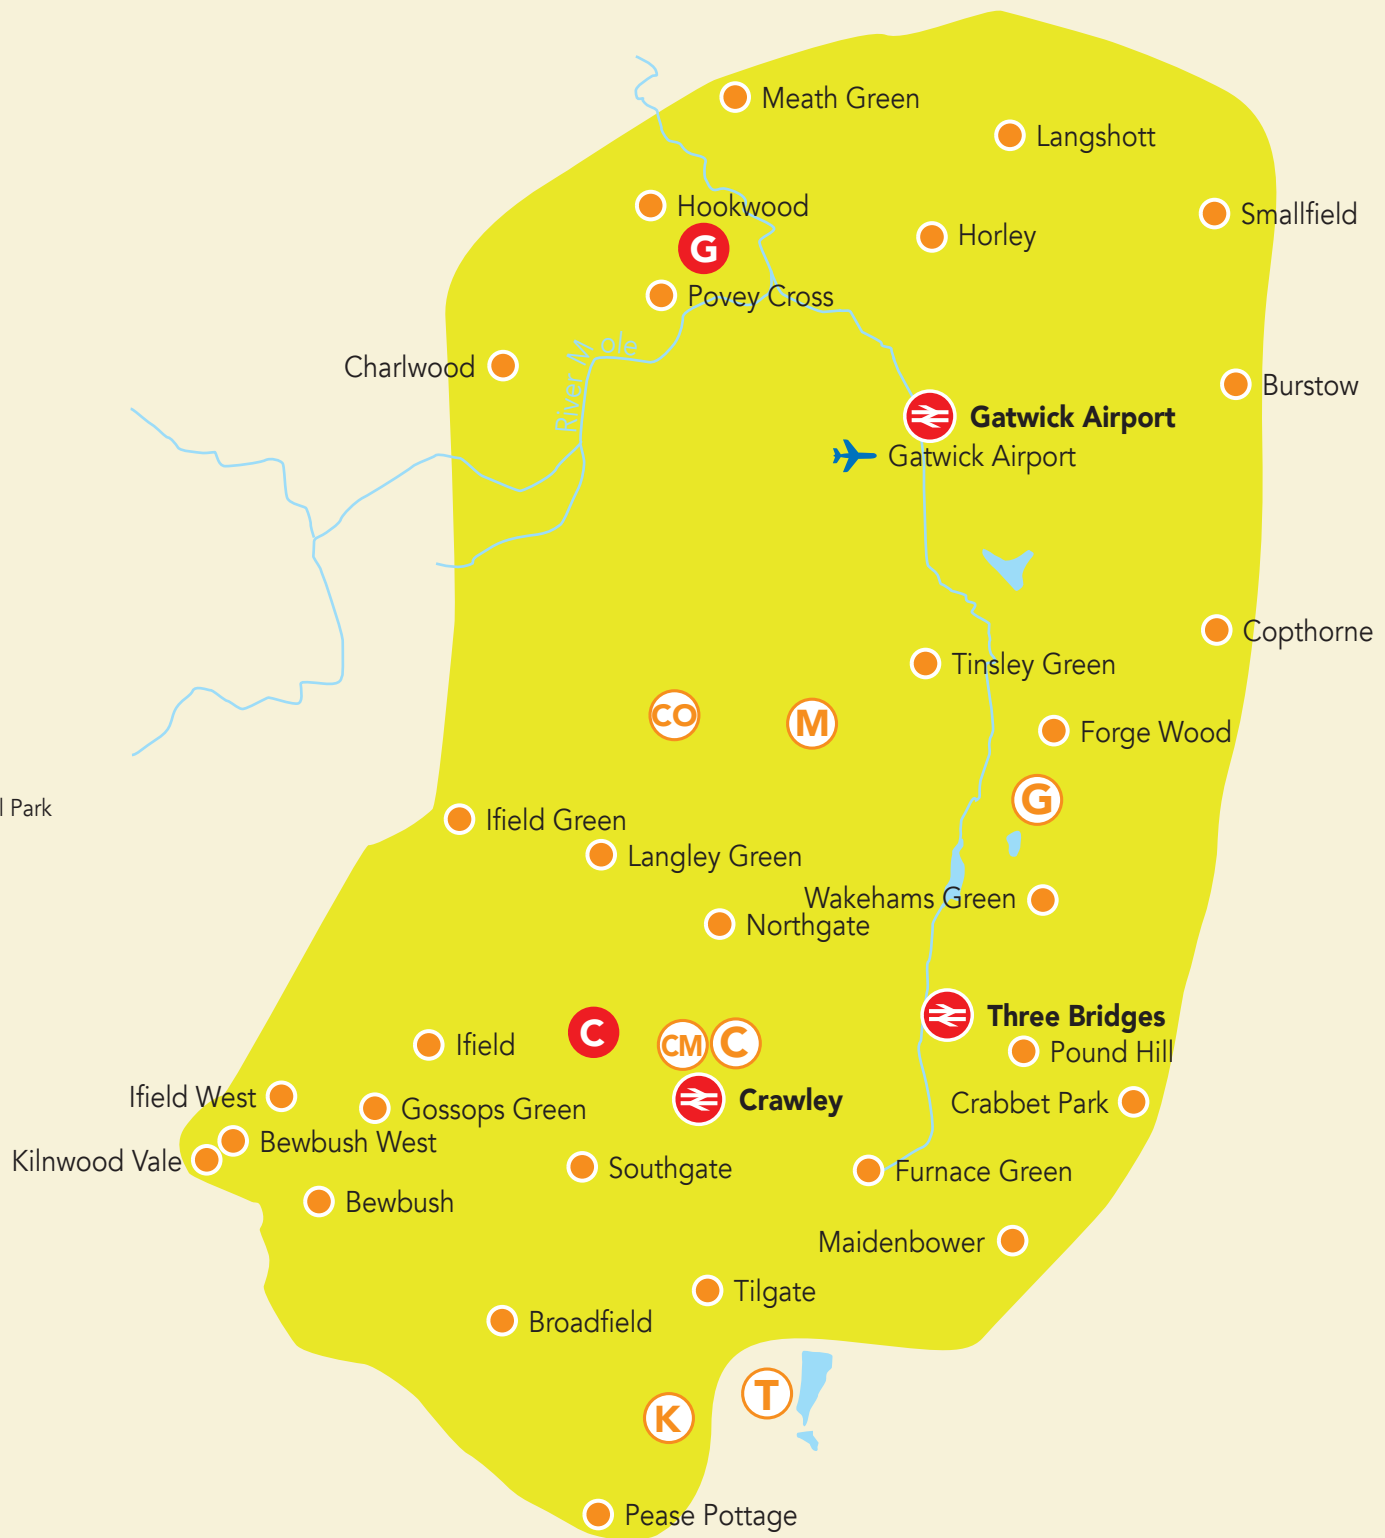 Meath Green
Langshott
Hookwood
Smallfield
G
Horley
Povey Cross
River Mole
Charlwood
Burstow
Gatwick Airport
Gatwick Airport
Copthorne
Tinsley Green
CO
M
Forge Wood
G
l Park
Ifield Green
Langley Green
Wakehams Green
Northgate
Three Bridges
C
CM
C
Ifield
Pound Hill
Ifield West
Gossops Green
Crawley
Crabbet Park
Bewbush West
Kilnwood Vale
Southgate
Furnace Green
Bewbush
Maidenbower
Tilgate
Broadfield
T
K
Pease Pottage